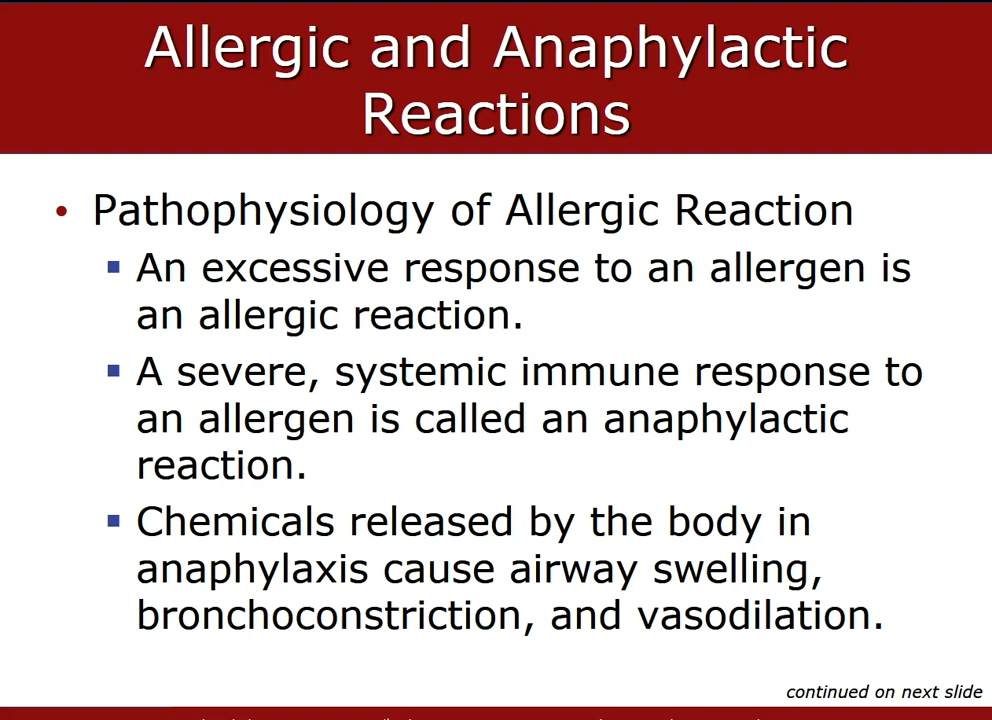 Allergic and Anaphylactic
Reactions
• Pathophysiology of Allergic Reaction
▪ An excessive response to an allergen is
an allergic reaction.
▪ A severe, systemic immune response to
an allergen is called an anaphylactic
reaction.
▪ Chemicals released by the body in
anaphylaxis cause airway swelling,
bronchoconstriction, and vasodilation.
continued on next slide